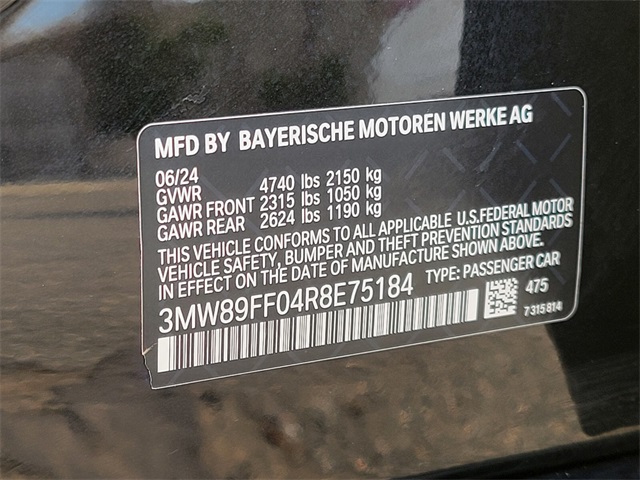 MFD BY BAYERISCHE MOTOREN WERKE AG
06/24
GVWR 4740 lbs 2150 kg
GAWR FRONT 2315 lbs 1050 kg
GAWR REAR 2624 lbs 1190 kg
THIS VEHICLE CONFORMS TO ALL APPLICABLE U.S.FEDERAL MOTOR
VEHICLE SAFETY, BUMPER AND THEFT PREVENTION STANDARDS
IN EFFECT ON THE DATE OF MANUFACTURE SHOWN ABOVE.
3MW89FF04R8E75184 TYPE: PASSENGER CAR
475
7315814